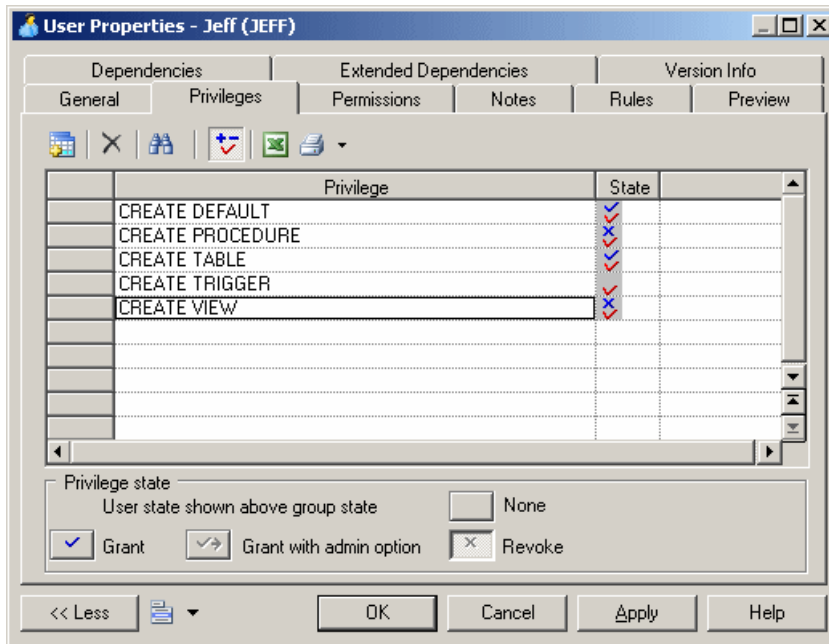 User Properties - Jeff (JEFF)
Dependencies Extended Dependencies Version Info
General Privileges Permissions Notes Rules Preview
Privilege State
CREATE DEFAULT
CREATE PROCEDURE
CREATE TABLE
CREATE TRIGGER
CREATE VIEW
Privilege state
User state shown above group state None
Grant Grant with admin option Revoke
<< Less OK Cancel Apply Help